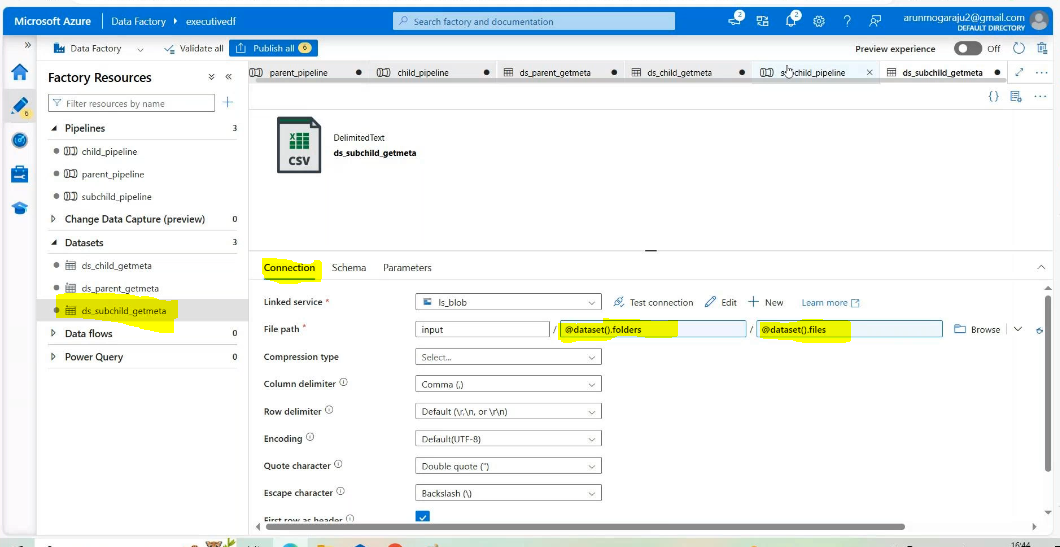 Microsoft Azure Data Factory executivedf Search factory and documentation 2 2 arunmogaraju2@gmail.com
DEFAULT DIRECTORY
Data Factory Validate all Publish all 6 Preview experience Off
Factory Resources
parent_pipeline child_pipeline ds_parent_getmeta ds_child_getmeta subchild_pipeline ds_subchild_getmeta
Filter resources by name
Pipelines 3
child_pipeline
parent_pipeline
subchild_pipeline
Change Data Capture (preview) 0
Datasets 3
ds_child_getmeta
ds_parent_getmeta
ds_subchild_getmeta
Data flows 0
Power Query 0
CSV
DelimitedText
ds_subchild_getmeta
Connection Schema Parameters
Linked service * ls_blob Test connection Edit New Learn more
File path * input / @dataset().folders / @dataset().files Browse
Compression type Select...
Column delimiter Comma (,)
Row delimiter Default (\r,\n, or \r\n)
Encoding Default(UTF-8)
Quote character Double quote (")
Escape character Backslash (\)
First row as header
16:44